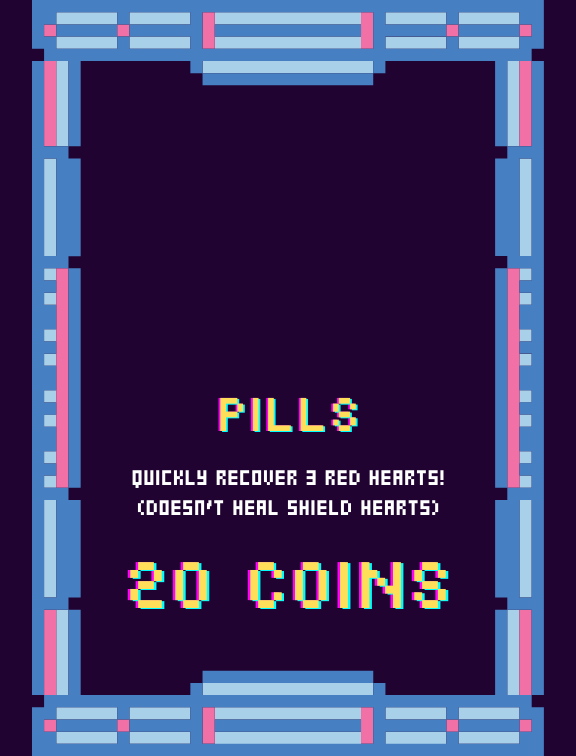 PILLS
QUICKLY RECOVER 3 RED HEARTS!
(DOESN'T HEAL SHIELD HEARTS)
20 COINS